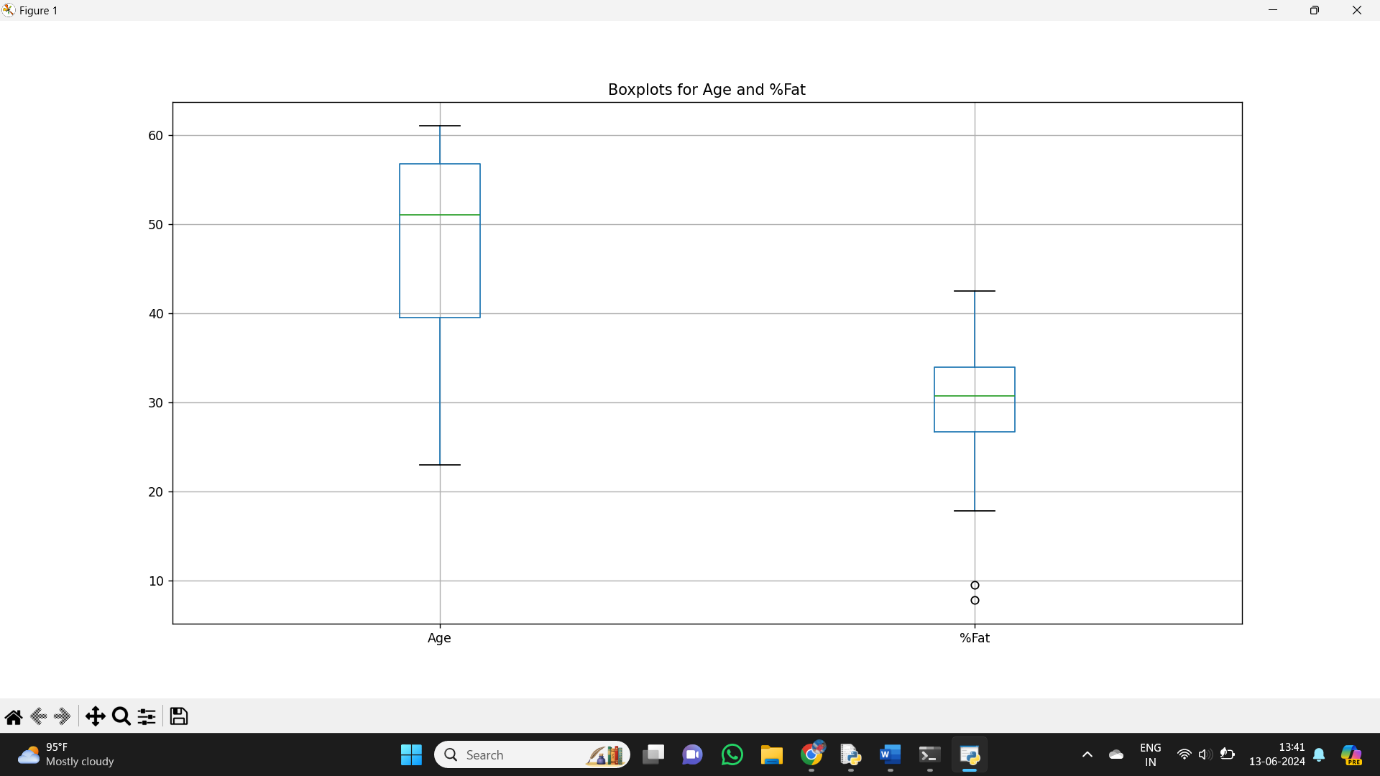 Figure 1
Boxplots for Age and %Fat
60
50
40
30
20
10
Age
%Fat
95°F
Mostly cloudy
Search
ENG
IN
13:41
13-06-2024
PRE